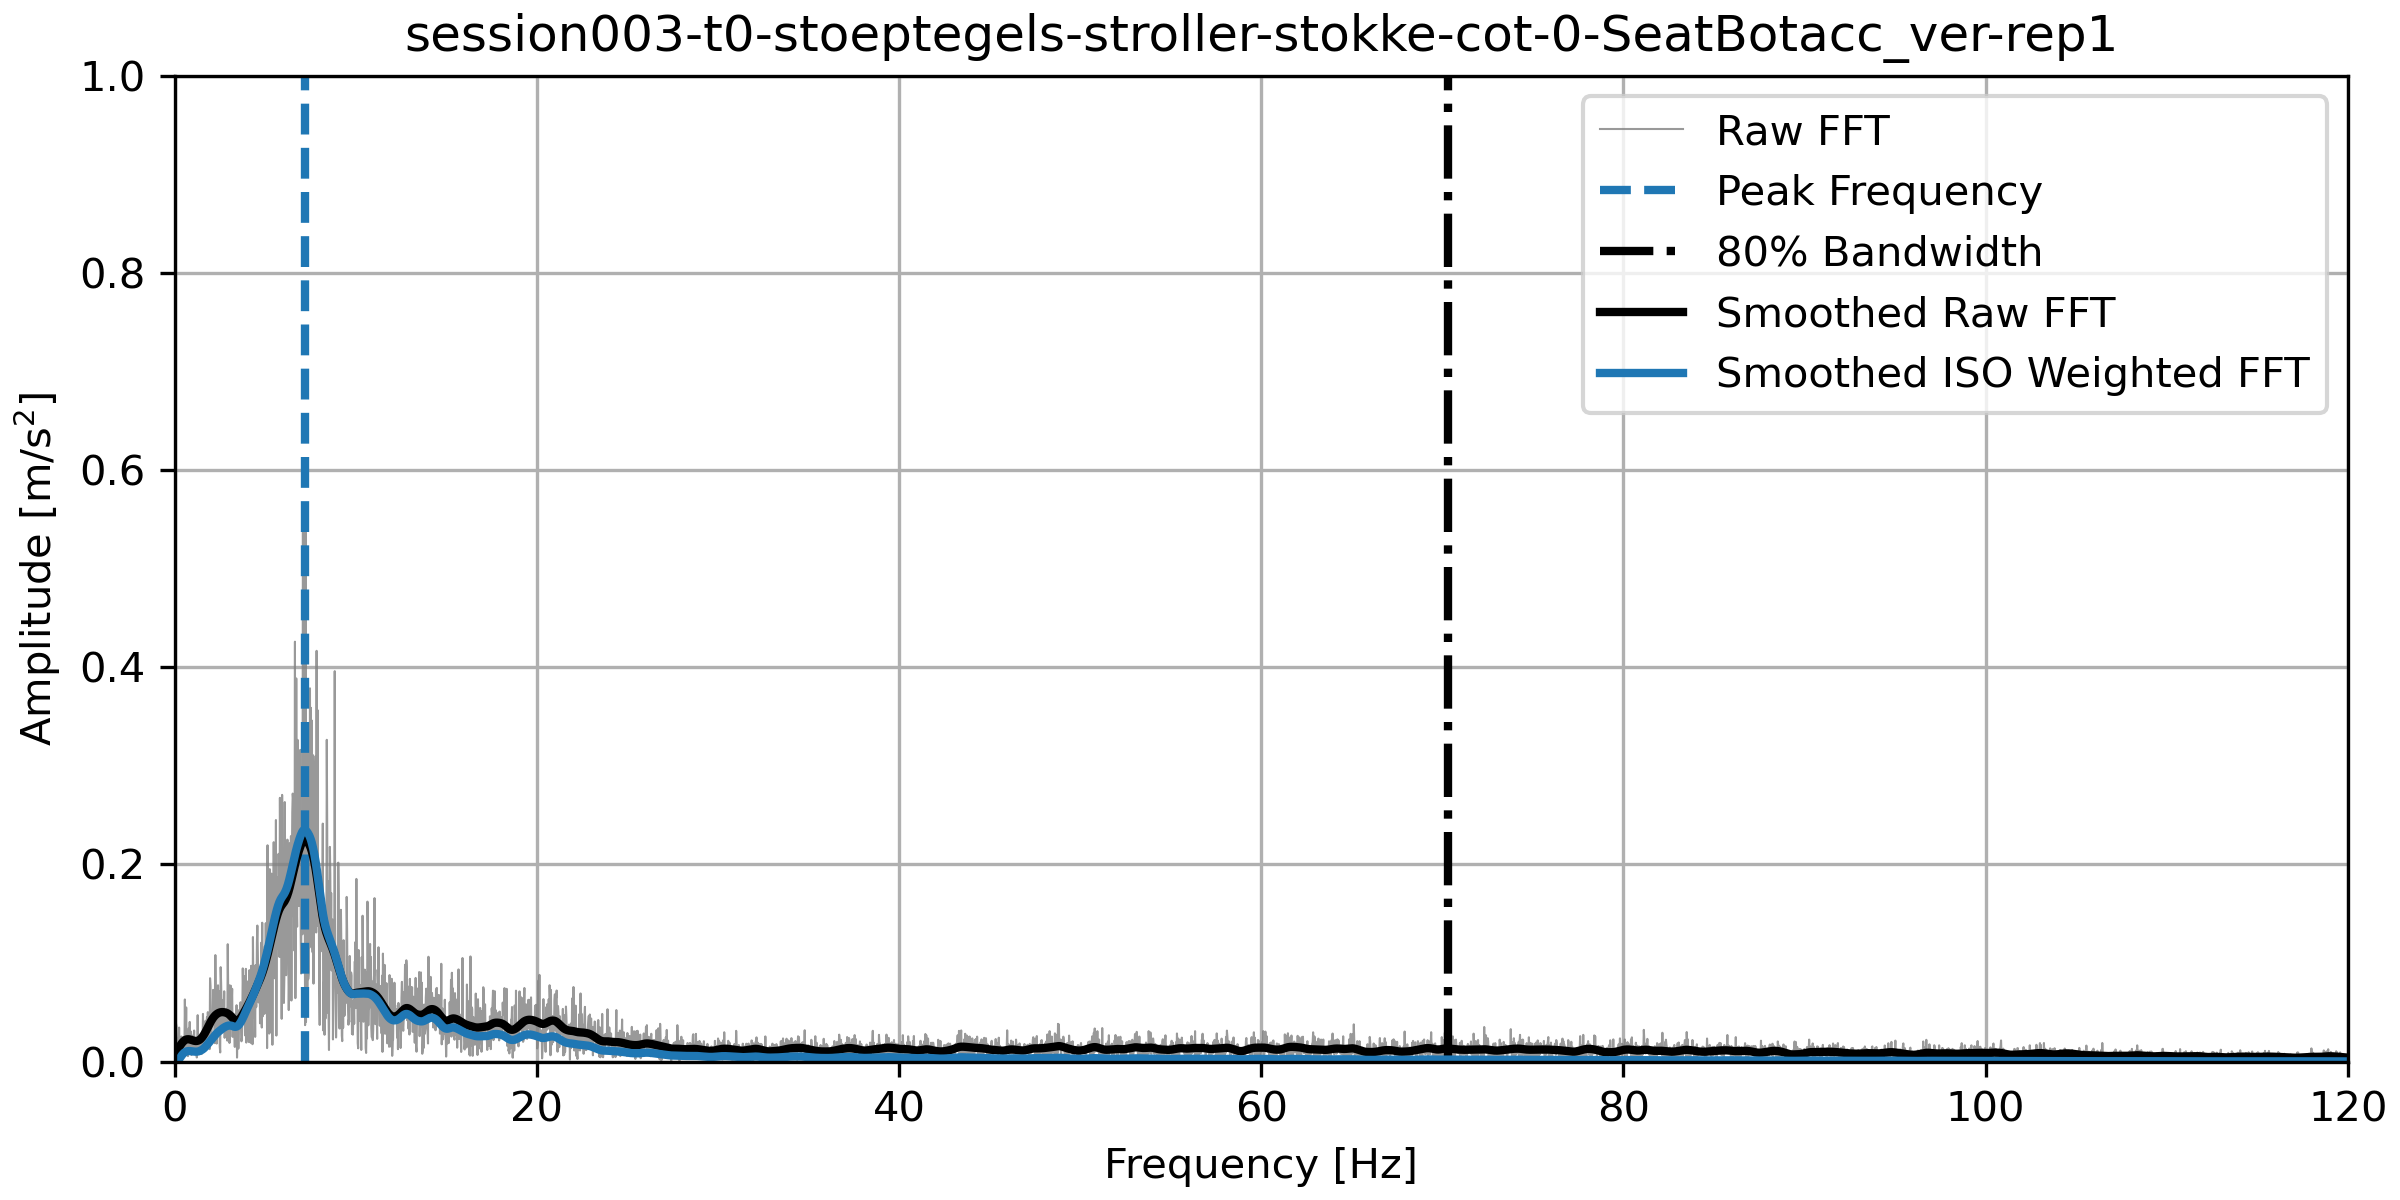 session003-t0-stoeptegels-stroller-stokke-cot-0-SeatBotacc_ver-rep1
1.0
0.8
0.6
0.4
0.2
0.0
Amplitude [m/s²]
Raw FFT
Peak Frequency
80% Bandwidth
Smoothed Raw FFT
Smoothed ISO Weighted FFT
0 20 40 60 80 100 120
Frequency [Hz]